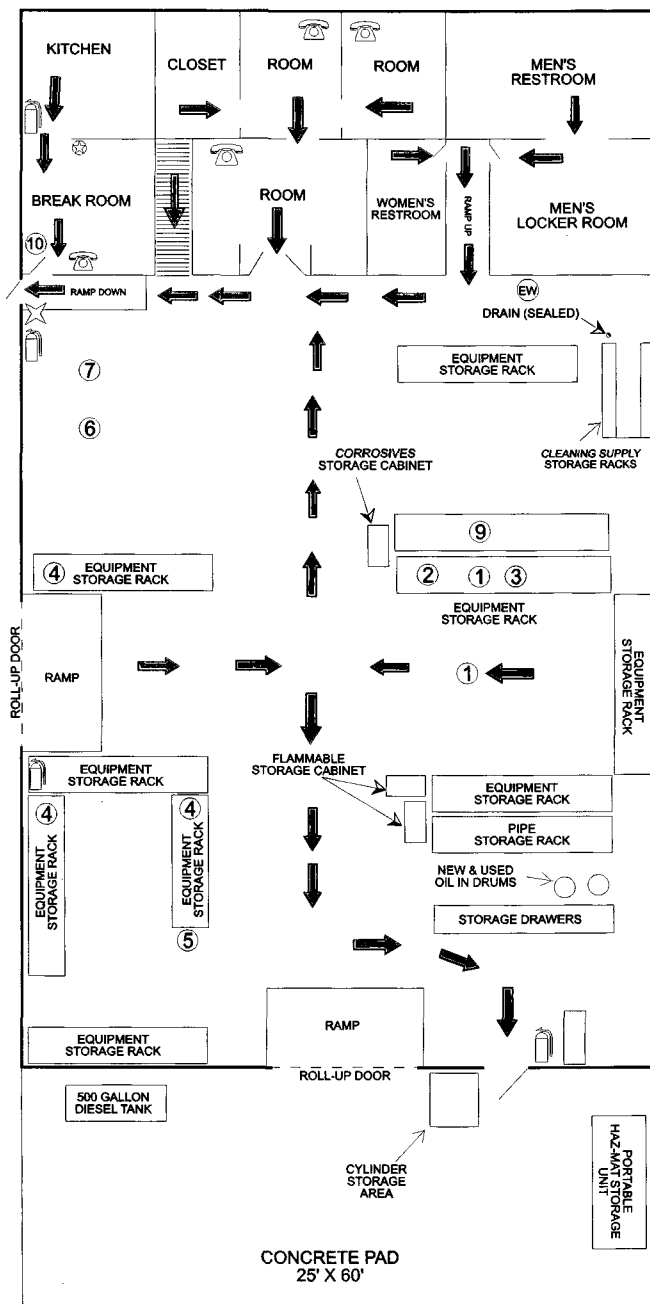 KITCHEN
CLOSET
ROOM
ROOM
MEN'S
RESTROOM
BREAK ROOM
ROOM
WOMEN'S
RESTROOM
RAMP UP
MEN'S
LOCKER ROOM
10
RAMP DOWN
EW
DRAIN (SEALED)
7
EQUIPMENT
STORAGE RACK
6
CORROSIVES
STORAGE CABINET
CLEANING SUPPLY
STORAGE RACKS
9
4
EQUIPMENT
STORAGE RACK
2
1
3
EQUIPMENT
STORAGE RACK
ROLL-UP DOOR
RAMP
1
EQUIPMENT
STORAGE RACK
EQUIPMENT
STORAGE RACK
FLAMMABLE
STORAGE CABINET
EQUIPMENT
STORAGE RACK
4
EQUIPMENT
STORAGE RACK
4
EQUIPMENT
STORAGE RACK
PIPE
STORAGE RACK
NEW & USED
OIL IN DRUMS
STORAGE DRAWERS
5
RAMP
EQUIPMENT
STORAGE RACK
ROLL-UP DOOR
500 GALLON
DIESEL TANK
CYLINDER
STORAGE
AREA
PORTABLE
HAZ-MAT STORAGE
UNIT
CONCRETE PAD
25' X 60'